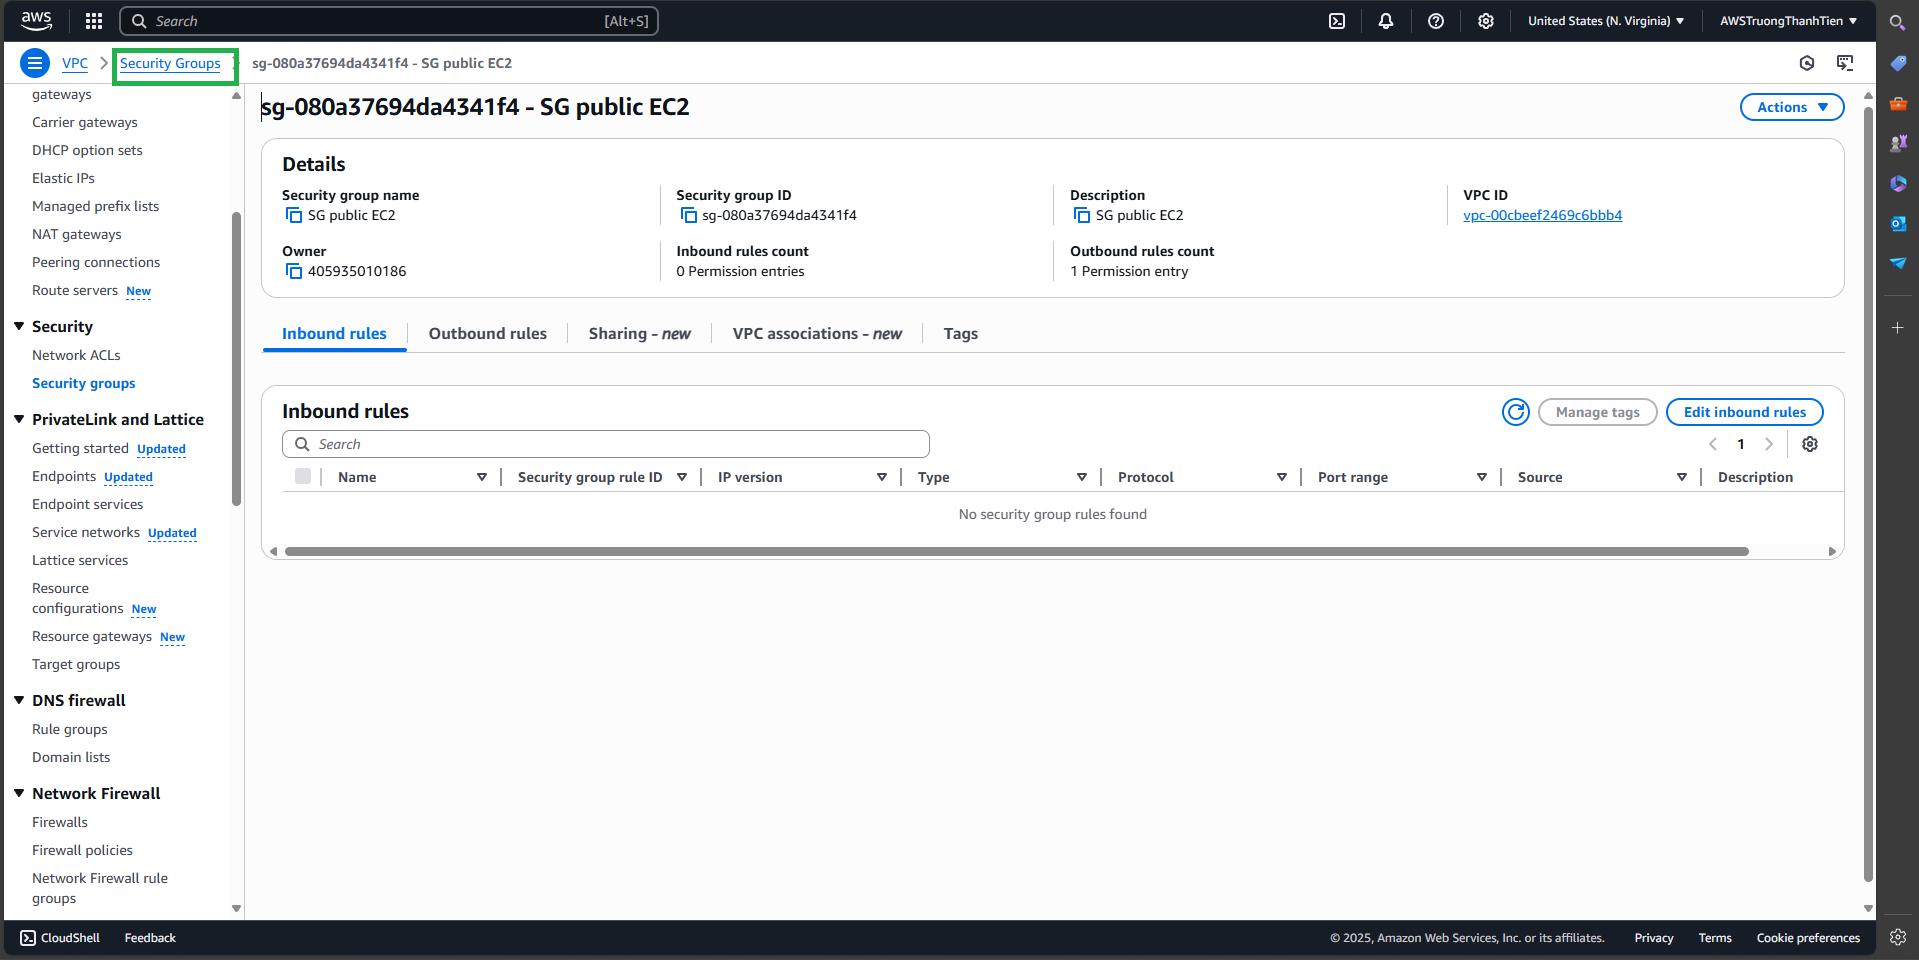 aws
Search [Alt+S]
United States (N. Virginia)
AWSTruongThanhTien
VPC
Security Groups
sg-080a37694da4341f4 - SG public EC2
gateways
Carrier gateways
DHCP option sets
Elastic IPs
Managed prefix lists
NAT gateways
Peering connections
Route servers New
Security
Network ACLs
Security groups
PrivateLink and Lattice
Getting started Updated
Endpoints Updated
Endpoint services
Service networks Updated
Lattice services
Resource
configurations New
Resource gateways New
Target groups
DNS firewall
Rule groups
Domain lists
Network Firewall
Firewalls
Firewall policies
Network Firewall rule
groups
sg-080a37694da4341f4 - SG public EC2
Actions
Details
Security group name
SG public EC2
Security group ID
sg-080a37694da4341f4
Description
SG public EC2
VPC ID
vpc-00cbeef2469c6bbb4
Owner
405935010186
Inbound rules count
0 Permission entries
Outbound rules count
1 Permission entry
Inbound rules
Outbound rules
Sharing - new
VPC associations - new
Tags
Inbound rules
Manage tags
Edit inbound rules
Search
1
Name
Security group rule ID
IP version
Type
Protocol
Port range
Source
Description
No security group rules found
CloudShell
Feedback
© 2025, Amazon Web Services, Inc. or its affiliates.
Privacy
Terms
Cookie preferences